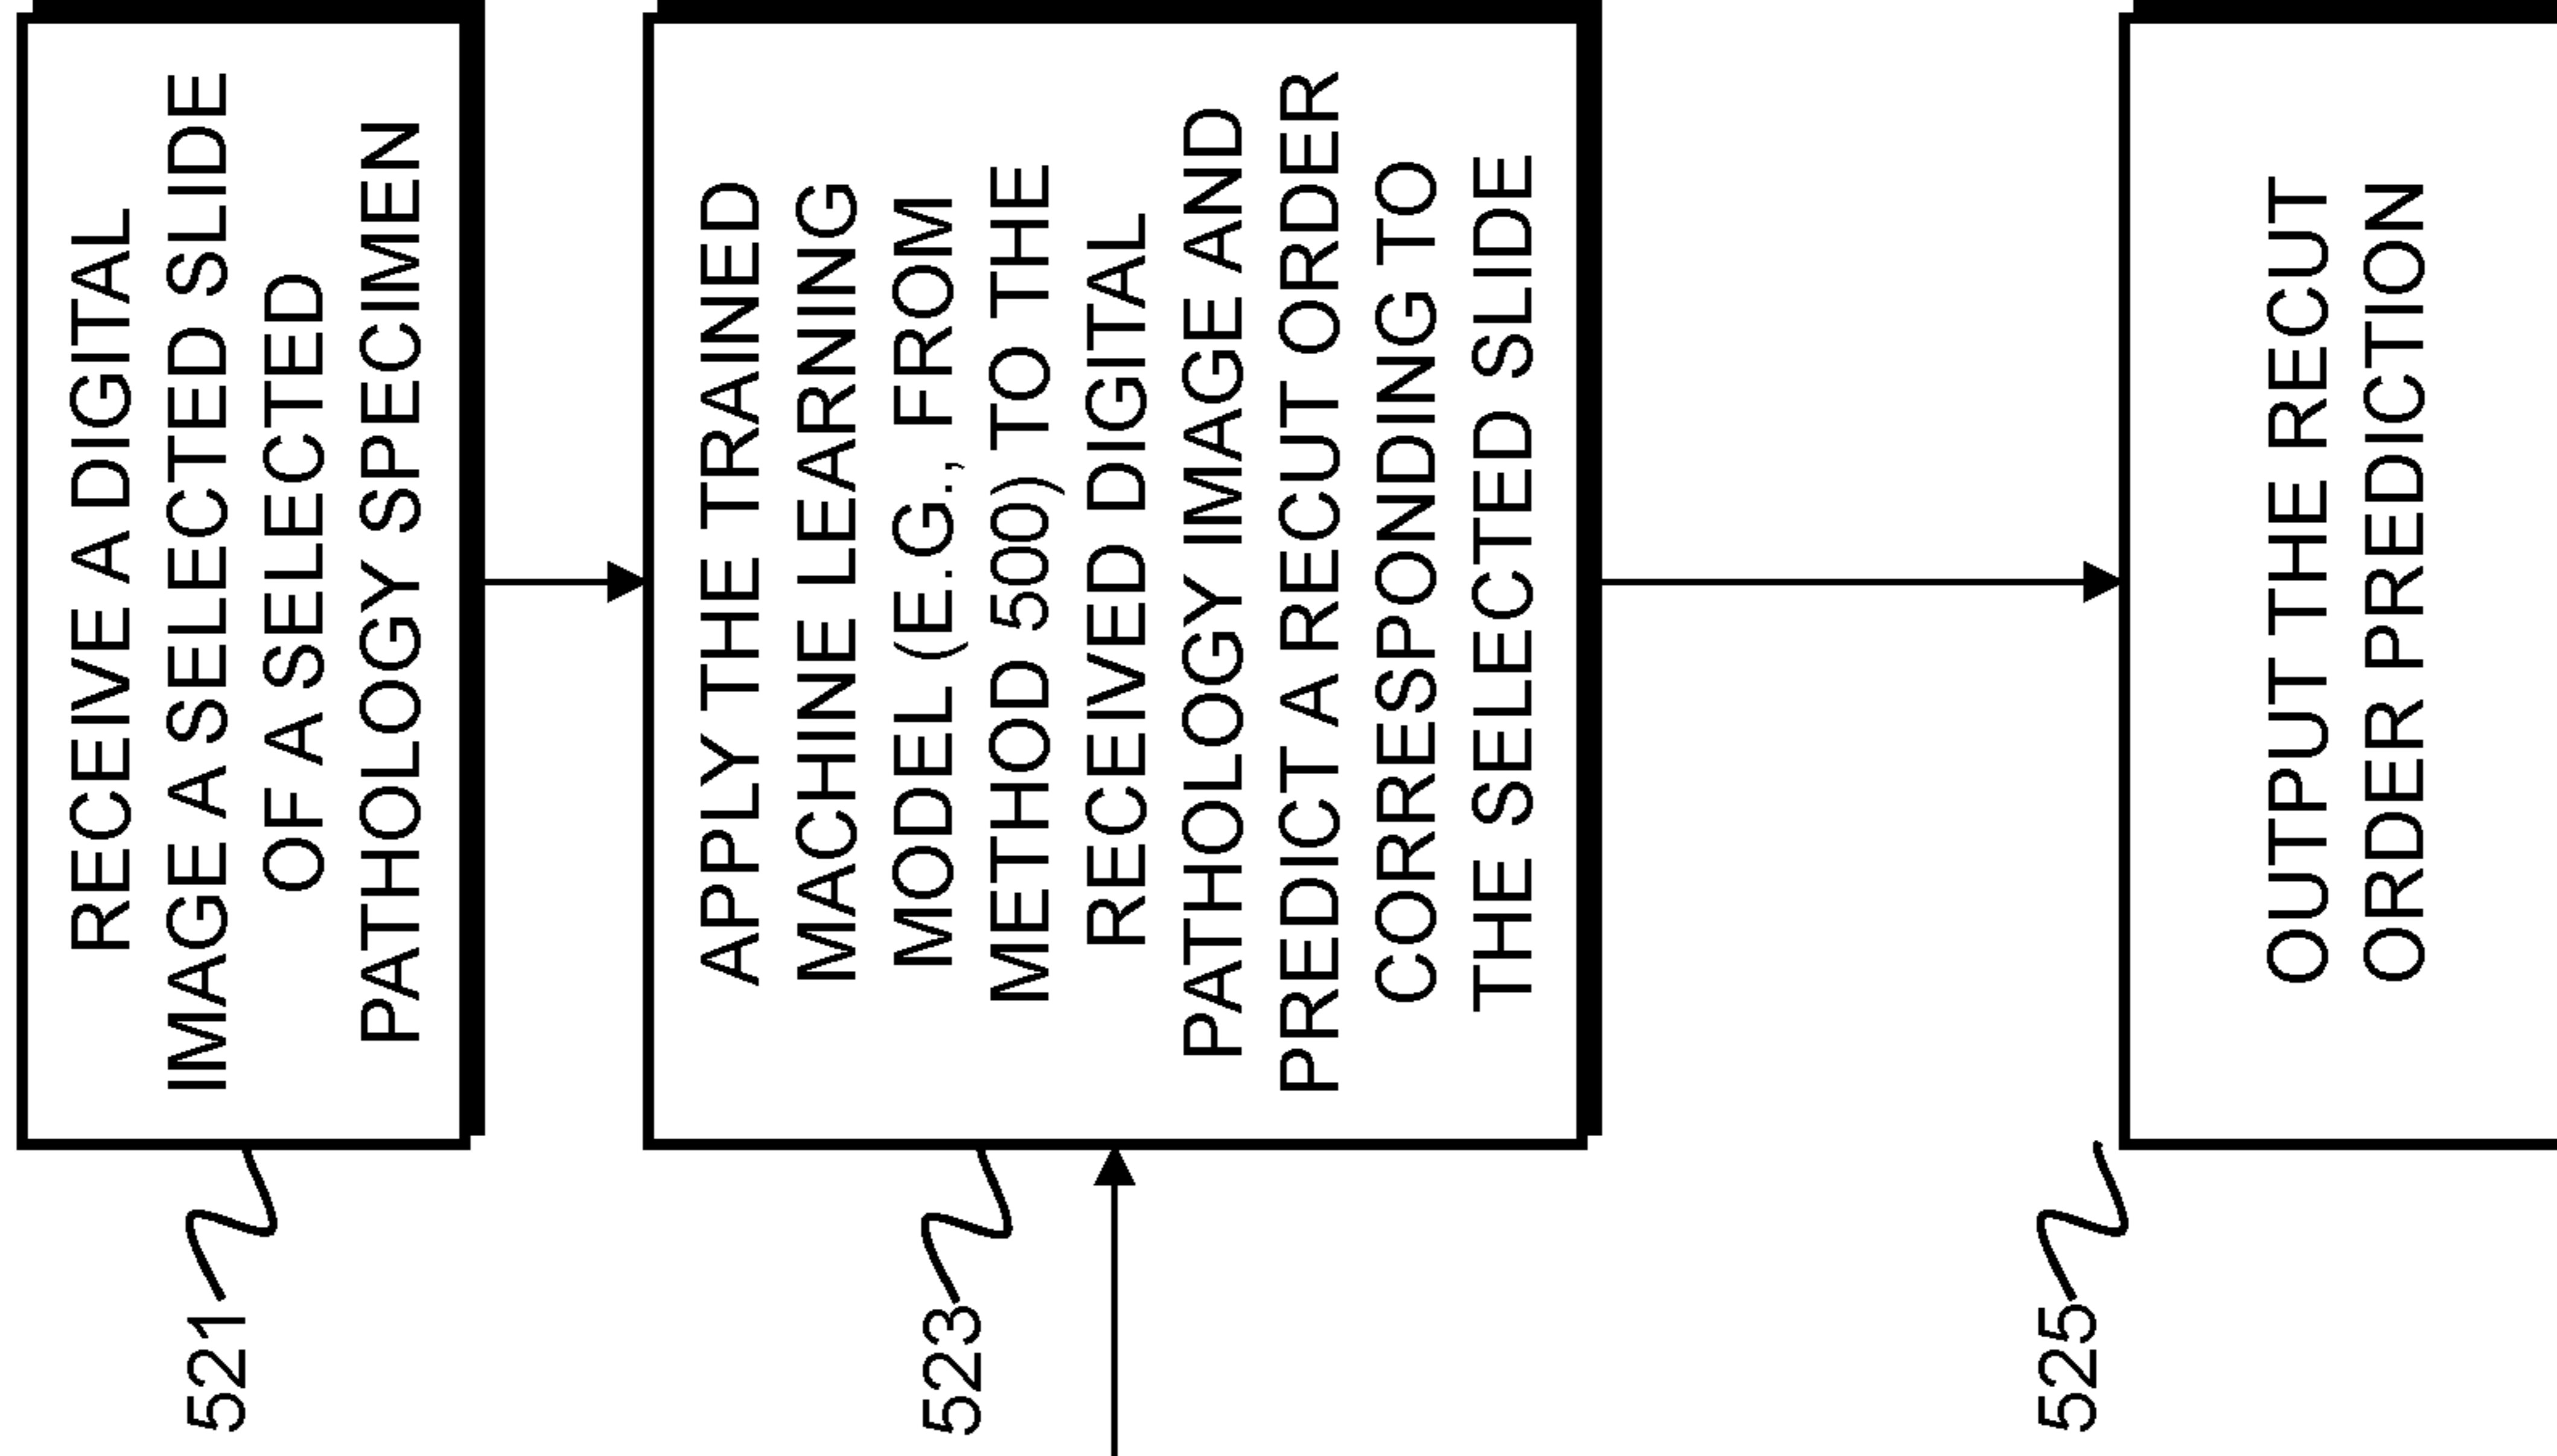 RECEIVE A DIGITAL
IMAGE A SELECTED SLIDE
OF A SELECTED
PATHOLOGY SPECIMEN
521
APPLY THE TRAINED
MACHINE LEARNING
MODEL (E.G., FROM
METHOD 500) TO THE
RECEIVED DIGITAL
PATHOLOGY IMAGE AND
PREDICT A RECUT ORDER
CORRESPONDING TO
THE SELECTED SLIDE
523
OUTPUT THE RECUT
ORDER PREDICTION
525